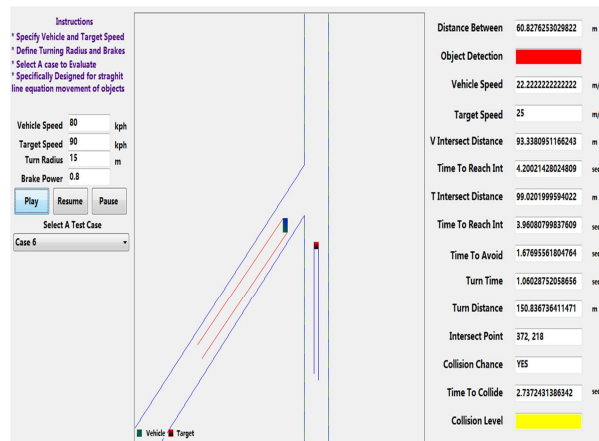 Instructions
* Specify Vehicle and Target Speed
* Define Turning Radius and Brakes
* Select A case to Evaluate
* Specifically Designed for straghit
line equation movement of objects
Vehicle Speed 80 kph
Target Speed 90 kph
Turn Radius 15 m
Brake Power 0.8
Play Resume Pause
Select A Test Case
Case 6
Vehicle Target
Distance Between 60.8276253029822 m
Object Detection
Vehicle Speed 22.2222222222222 m/
Target Speed 25 m/
V Intersect Distance 93.3380951166243 m
Time To Reach Int 4.20021428024809 sec
T Intersect Distance 99.0201999594022 m
Time To Reach Int 3.96080799837609 sec
Time To Avoid 1.67695561804764 sec
Turn Time 1.06028752058656 sec
Turn Distance 150.836736411471 m
Intersect Point 372, 218
Collision Chance YES
Time To Collide 2.7372431386342 sec
Collision Level